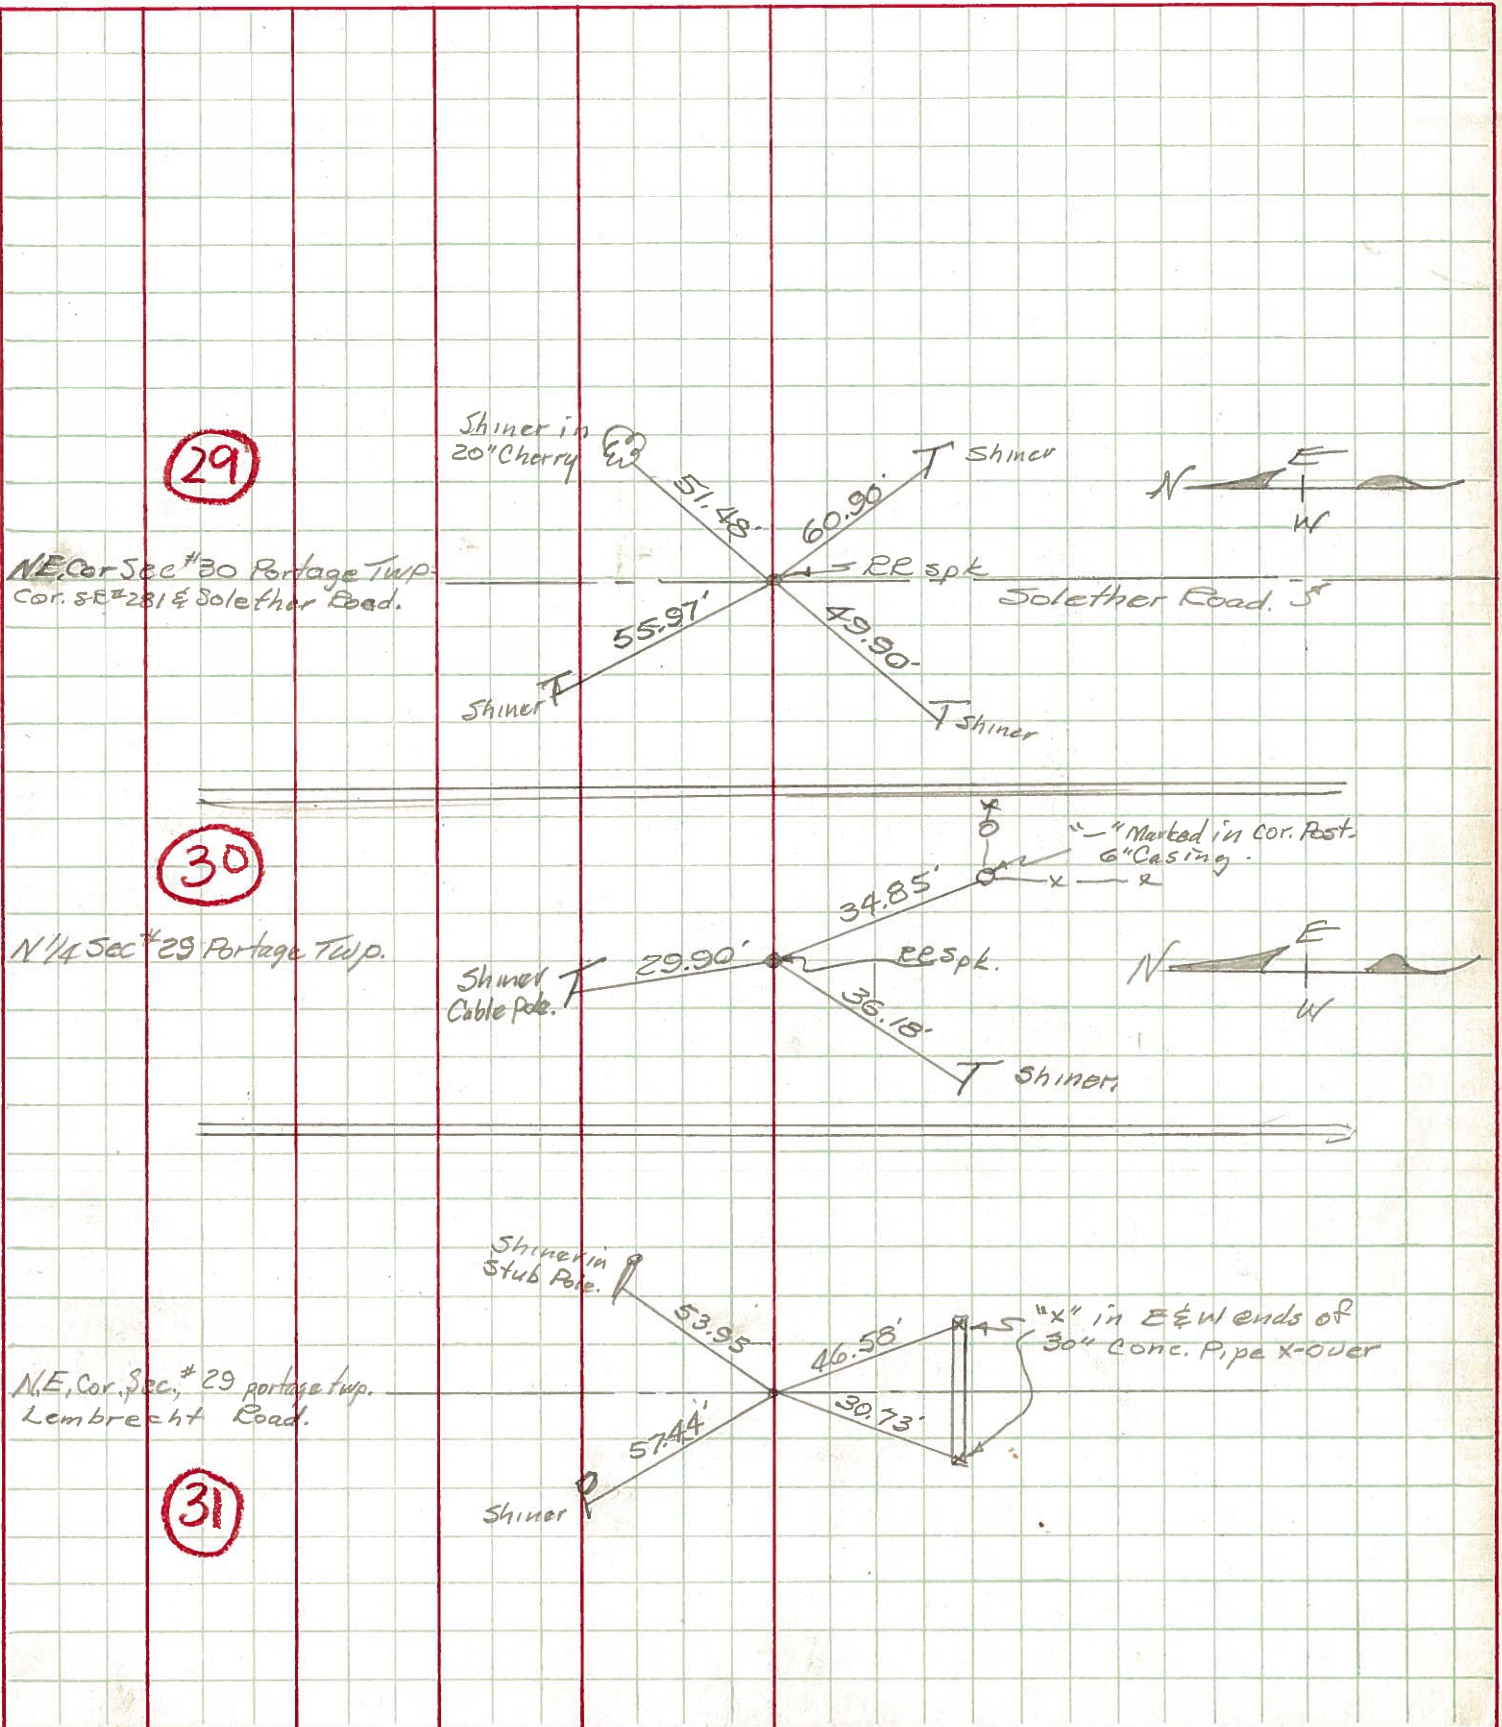 29
Shiner in
20" Cherry
51.48'
60.90'
Shiner
N
E
W
N.E. Cor Sec #30 Portage Twp.
Cor. S.R. #281 & Solether Road.
RR spk
Solether Road.
55.97'
49.90'
Shiner
Shiner
30
"–" Marked in Cor. Post.
6" Casing.
34.85'
x
x
N 1/4 Sec #29 Portage Twp.
Shiner
Cable Pole.
29.90'
RR Spk.
N
E
W
36.18'
Shiner.
Shiner in
Stub Pole.
53.95
46.58'
"x" in E & W ends of
30" Conc. Pipe X-over
N.E. Cor. Sec. #29 portage twp.
Lembrecht Road.
30.73'
57.44'
Shiner
31